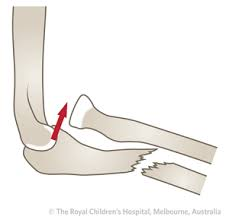 © The Royal Children's Hospital, Melbourne, Australia